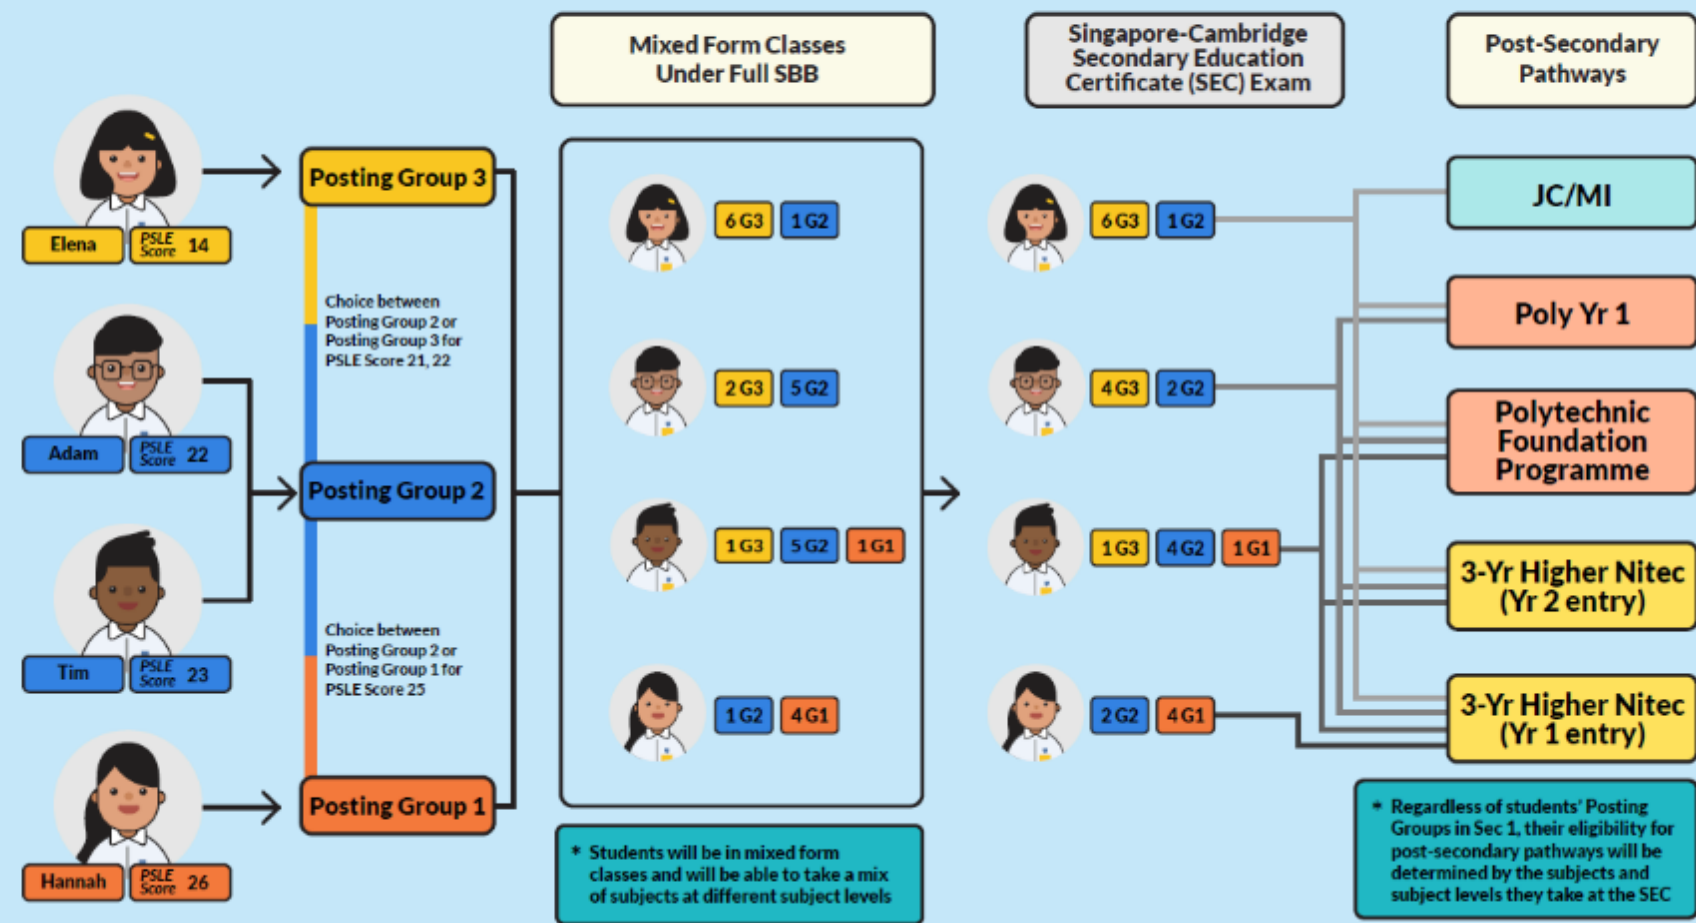 Mixed Form Classes
Under Full SBB
Singapore-Cambridge
Secondary Education
Certificate (SEC) Exam
Post-Secondary
Pathways
Elena
PSLE
Score 14
Adam
PSLE
Score 22
Tim
PSLE
Score 23
Hannah
PSLE
Score 26
Posting Group 3
Choice between
Posting Group 2 or
Posting Group 3 for
PSLE Score 21, 22
Posting Group 2
Choice between
Posting Group 2 or
Posting Group 1 for
PSLE Score 25
Posting Group 1
6 G3 1 G2
2 G3 5 G2
1 G3 5 G2 1 G1
1 G2 4 G1
* Students will be in mixed form
classes and will be able to take a mix
of subjects at different subject levels
6 G3 1 G2
4 G3 2 G2
1 G3 4 G2 1 G1
2 G2 4 G1
JC/MI
Poly Yr 1
Polytechnic
Foundation
Programme
3-Yr Higher Nitec
(Yr 2 entry)
3-Yr Higher Nitec
(Yr 1 entry)
* Regardless of students' Posting
Groups in Sec 1, their eligibility for
post-secondary pathways will be
determined by the subjects and
subject levels they take at the SEC